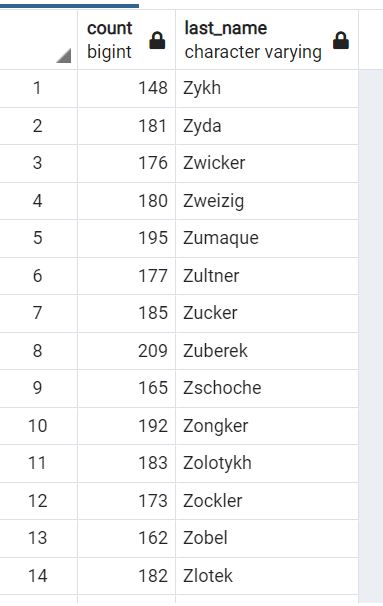 count last_name
bigint character varying
1 148 Zykh
2 181 Zyda
3 176 Zwicker
4 180 Zweizig
5 195 Zumaque
6 177 Zultner
7 185 Zucker
8 209 Zuberek
9 165 Zschoche
10 192 Zongker
11 183 Zolotykh
12 173 Zockler
13 162 Zobel
14 182 Zlotek